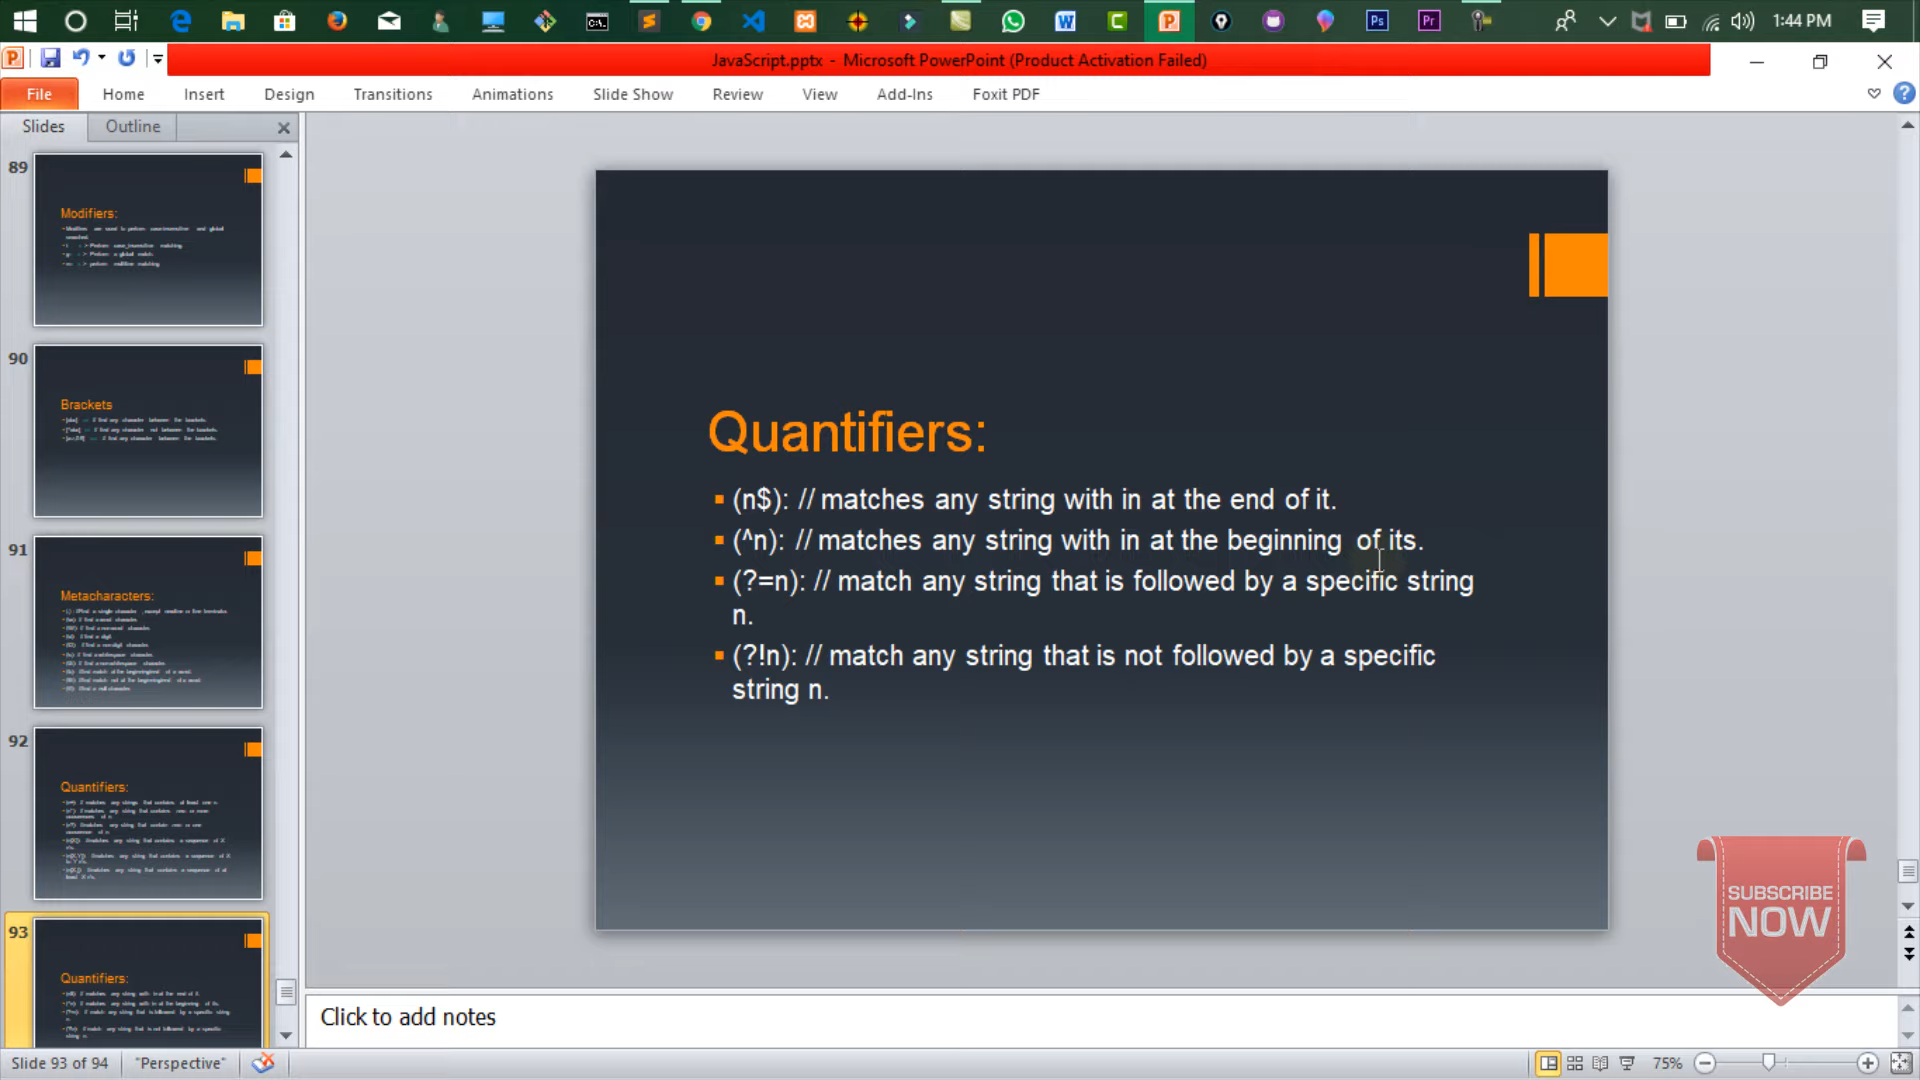 1:44 PM
JavaScript.pptx - Microsoft PowerPoint (Product Activation Failed)
File Home Insert Design Transitions Animations Slide Show Review View Add-Ins Foxit PDF
Slides Outline
89
Modifiers:
90
Brackets
91
Metacharacters:
92
Quantifiers:
93
Quantifiers:
Quantifiers:
(n$): // matches any string with in at the end of it.
(^n): // matches any string with in at the beginning of its.
(?=n): // match any string that is followed by a specific string
n.
(?!n): // match any string that is not followed by a specific
string n.
SUBSCRIBE
NOW
Click to add notes
Slide 93 of 94 "Perspective" 75%